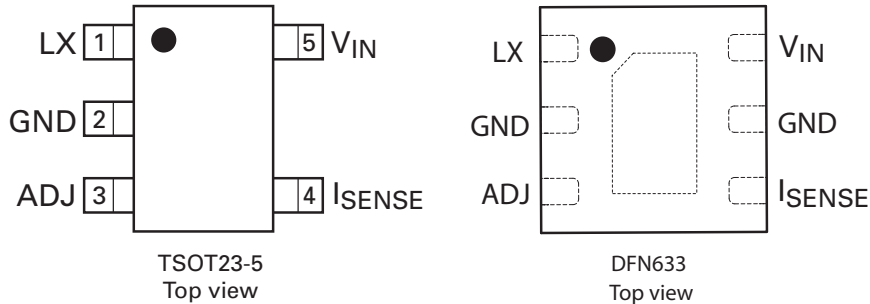 LX 1
5 VIN
GND 2
ADJ 3
4 ISENSE
TSOT23-5
Top view
LX
VIN
GND
GND
ADJ
ISENSE
DFN633
Top view